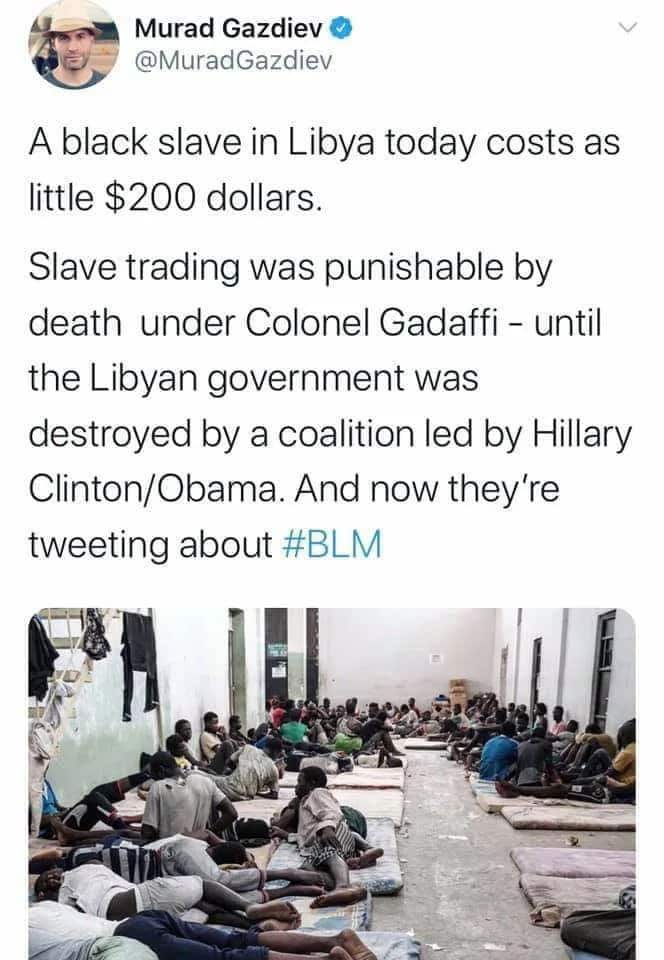 Murad Gazdiev
@MuradGazdiev
A black slave in Libya today costs as
little $200 dollars.
Slave trading was punishable by
death under Colonel Gadaffi - until
the Libyan government was
destroyed by a coalition led by Hillary
Clinton/Obama. And now they're
tweeting about #BLM